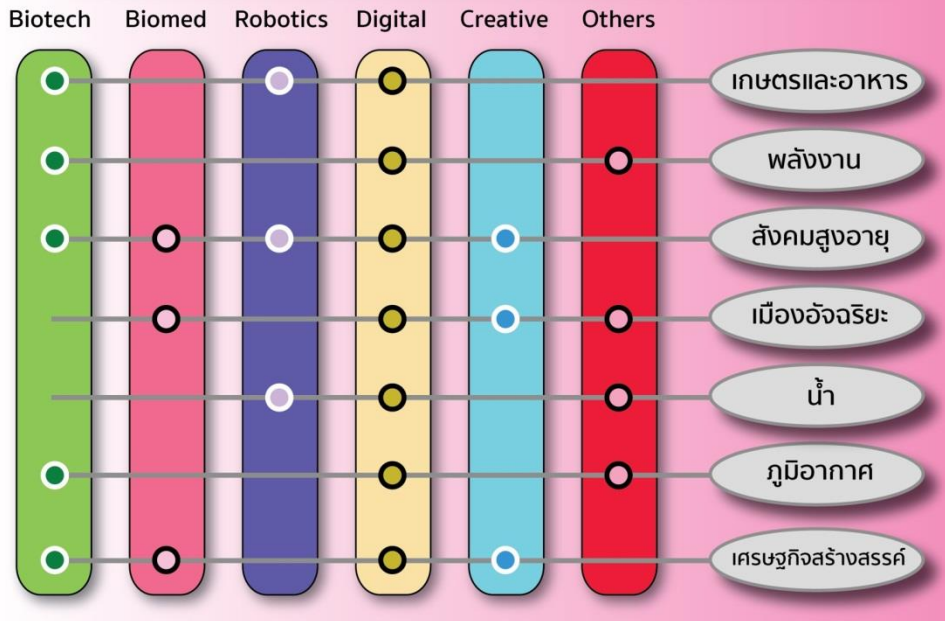 Biotech Biomed Robotics Digital Creative Others
เกษตรและอาหาร
พลังงาน
สังคมสูงอายุ
เมืองอัจฉริยะ
น้ำ
ภูมิอากาศ
เศรษฐกิจสร้างสรรค์